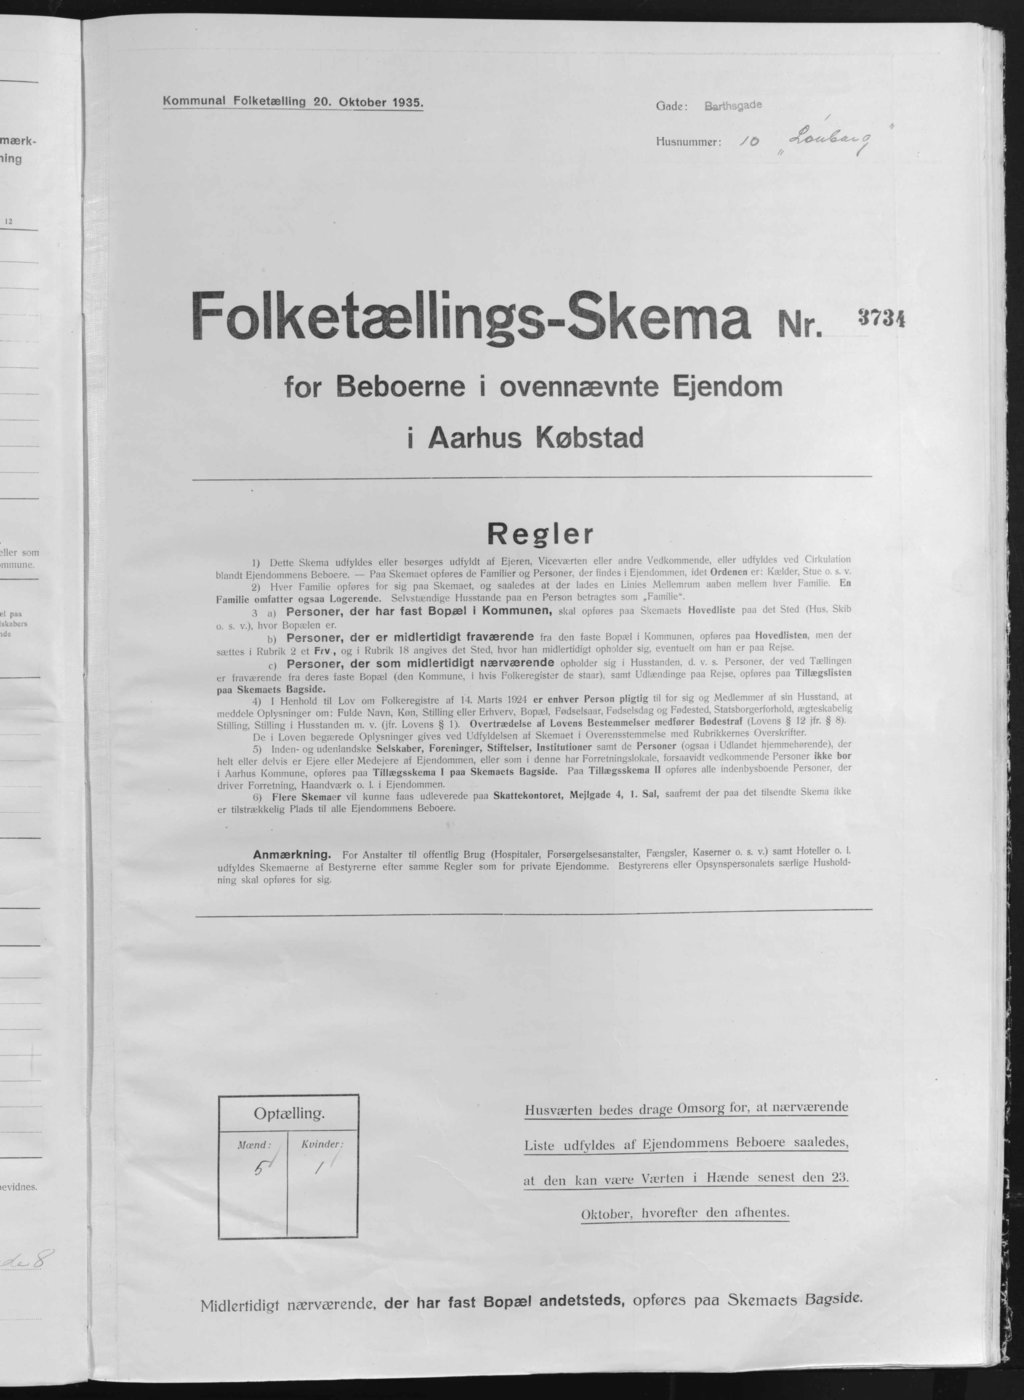 mærk-
ning
12
eller som
ommune.
el paa
lskabers
nde
evidnes.
Kommunal Folketælling 20. Oktober 1935.
Gade: Barthsgade
Husnummer: 10
Folketællings-Skema Nr. 3734
for Beboerne i ovennævnte Ejendom
i Aarhus Købstad
Regler
1) Dette Skema udfyldes eller besørges udfyldt af Ejeren, Viceværten eller andre Vedkommende, eller udfyldes ved Cirkulation
blandt Ejendommens Beboere. — Paa Skemaet opføres de Familier og Personer, der findes i Ejendommen, idet Ordenen er: Kælder, Stue o. s. v.
2) Hver Familie opføres for sig paa Skemaet, og saaledes at der lades en Linies Mellemrum aaben mellem hver Familie. En
Familie omfatter ogsaa Logerende. Selvstændige Husstande paa en Person betragtes som „Familie".
3 a) Personer, der har fast Bopæl i Kommunen, skal opføres paa Skemaets Hovedliste paa det Sted (Hus, Skib
o. s. v.), hvor Bopælen er.
b) Personer, der er midlertidigt fraværende fra den faste Bopæl i Kommunen, opføres paa Hovedlisten, men der
sættes i Rubrik 2 et Frv., og i Rubrik 18 angives det Sted, hvor han midlertidigt opholder sig, eventuelt om han er paa Rejse.
c) Personer, der som midlertidigt nærværende opholder sig i Husstanden, d. v. s. Personer, der ved Tællingen
er fraværende fra deres faste Bopæl (den Kommune, i hvis Folkeregister de staar), samt Udlændinge paa Rejse, opføres paa Tillægslisten
paa Skemaets Bagside.
4) I Henhold til Lov om Folkeregistre af 14. Marts 1924 er enhver Person pligtig til for sig og Medlemmer af sin Husstand, at
meddele Oplysninger om: Fulde Navn, Køn, Stilling eller Erhverv, Bopæl, Fødselsaar, Fødselsdag og Fødested, Statsborgerforhold, ægteskabelig
Stilling, Stilling i Husstanden m. v. (jfr. Lovens § 1). Overtrædelse af Lovens Bestemmelser medfører Bødestraf (Lovens § 12 jfr. § 8).
De i Loven begærede Oplysninger gives ved Udfyldelsen af Skemaet i Overensstemmelse med Rubrikkernes Overskrifter.
5) Inden- og udenlandske Selskaber, Foreninger, Stiftelser, Institutioner samt de Personer (ogsaa i Udlandet hjemmehørende), der
helt eller delvis er Ejere eller Medejere af Ejendommen, eller som i denne har Forretningslokale, forsaavidt vedkommende Personer ikke bor
i Aarhus Kommune, opføres paa Tillægsskema I paa Skemaets Bagside. Paa Tillægsskema II opføres alle indenbysboende Personer, der
driver Forretning, Haandværk o. l. i Ejendommen.
6) Flere Skemaer vil kunne faas udleverede paa Skattekontoret, Mejlgade 4, 1. Sal, saafremt der paa det tilsendte Skema ikke
er tilstrækkelig Plads til alle Ejendommens Beboere.
Anmærkning. For Anstalter til offentlig Brug (Hospitaler, Forsørgelsesanstalter, Fængsler, Kaserner o. s. v.) samt Hoteller o. l.
udfyldes Skemaerne af Bestyrerne efter samme Regler som for private Ejendomme. Bestyrerens eller Opsynspersonalets særlige Hushold-
ning skal opføres for sig.
Optælling.
Mænd: Kvinder:
5 1
Husværten bedes drage Omsorg for, at nærværende
Liste udfyldes af Ejendommens Beboere saaledes,
at den kan være Værten i Hænde senest den 23.
Oktober, hvorefter den afhentes.
Midlertidigt nærværende, der har fast Bopæl andetsteds, opføres paa Skemaets Bagside.